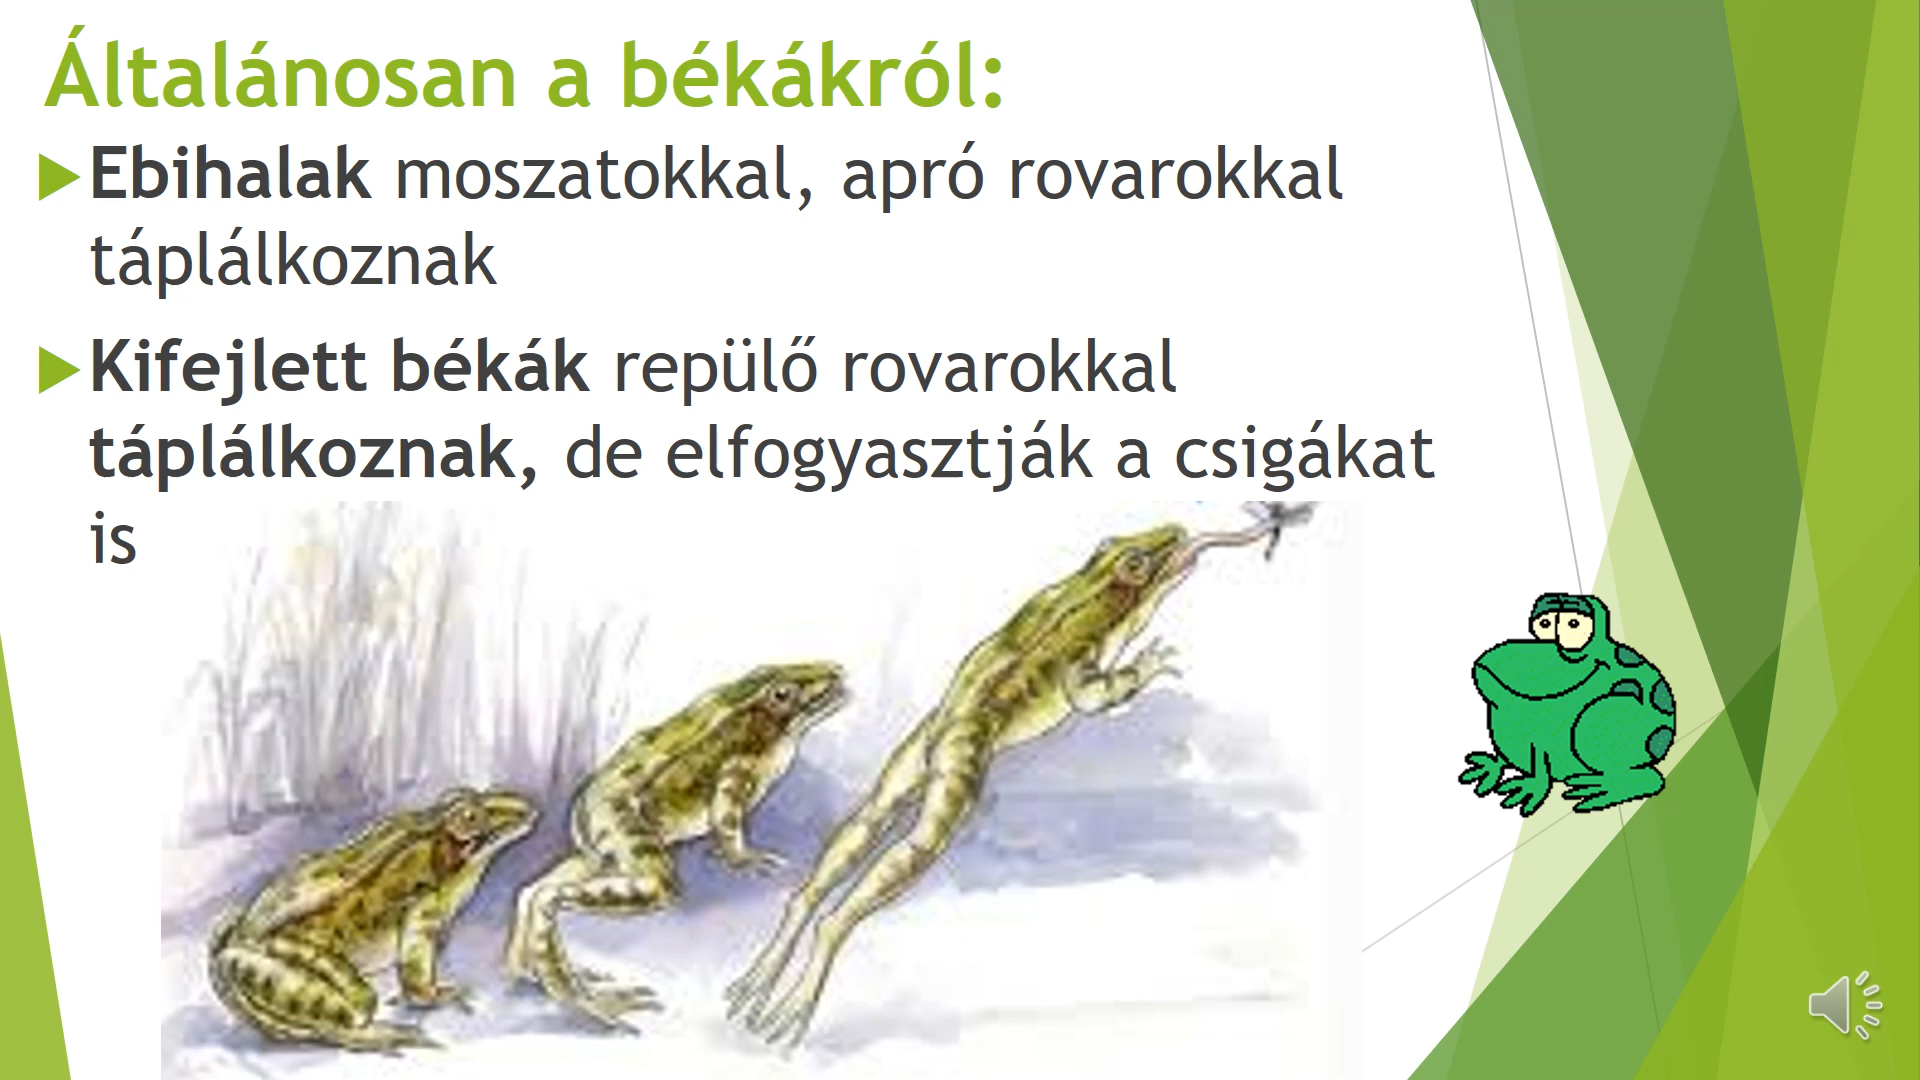 Általánosan a békákról:
Ebihalak moszatokkal, apró rovarokkal
táplálkoznak
Kifejlett békák repülő rovarokkal
táplálkoznak, de elfogyasztják a csigákat
is